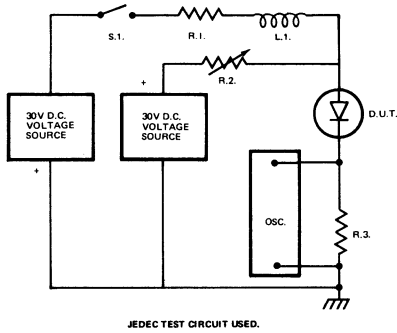 S.1.
R.1.
L.1.
+
R.2.
30V D.C.
VOLTAGE
SOURCE
30V D.C.
VOLTAGE
SOURCE
D.U.T.
+
OSC.
R.3.
JEDEC TEST CIRCUIT USED.